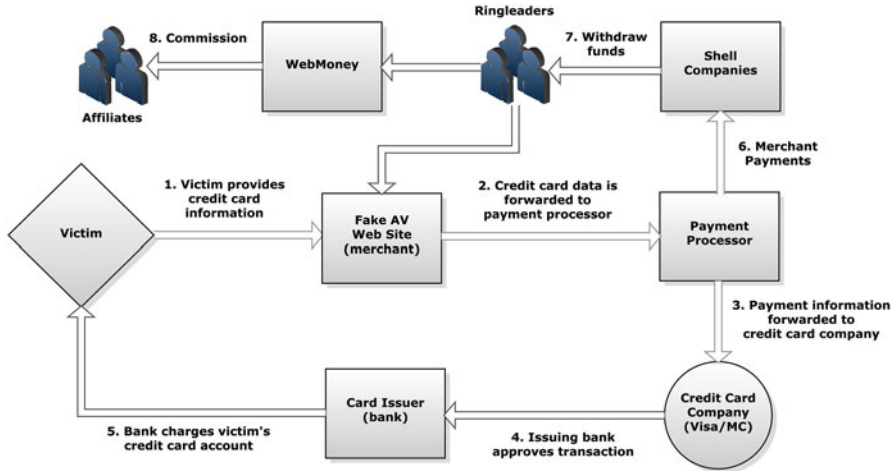 Ringleaders
8. Commission
WebMoney
7. Withdraw
funds
Shell
Companies
Affiliates
6. Merchant
Payments
1. Victim provides
credit card
information
2. Credit card data is
forwarded to
payment processor
Victim
Fake AV
Web Site
(merchant)
Payment
Processor
3. Payment information
forwarded to
credit card company
Card Issuer
(bank)
Credit Card
Company
(Visa/MC)
5. Bank charges victim's
credit card account
4. Issuing bank
approves transaction